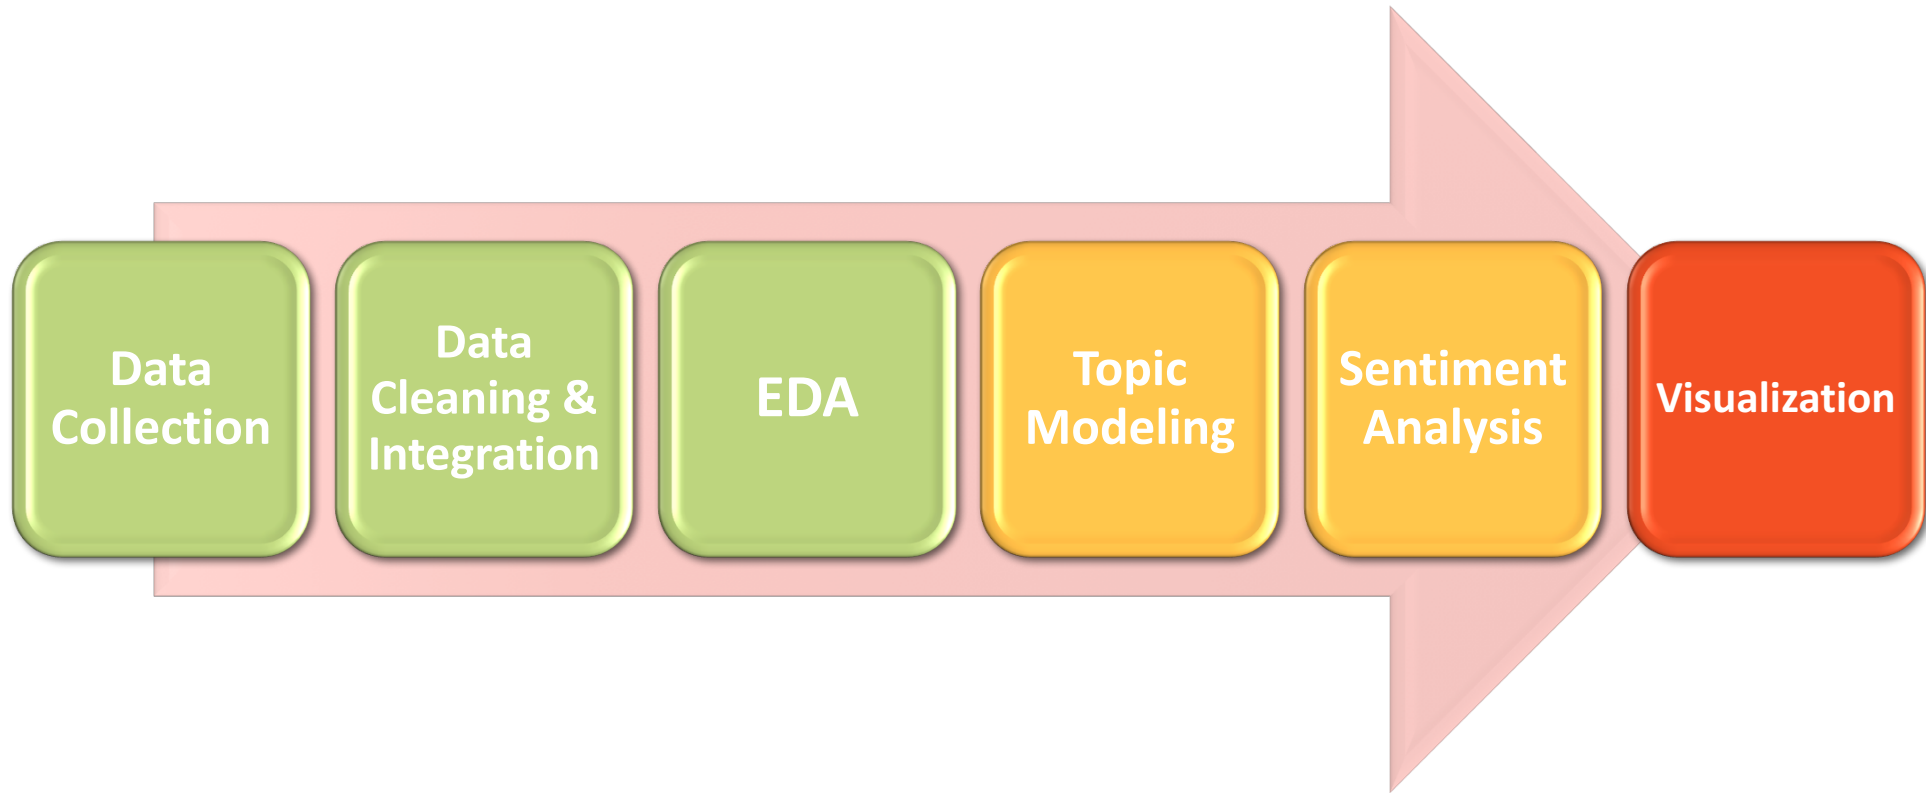 Data
Collection
Data
Cleaning &
Integration
EDA
Topic
Modeling
Sentiment
Analysis
Visualization